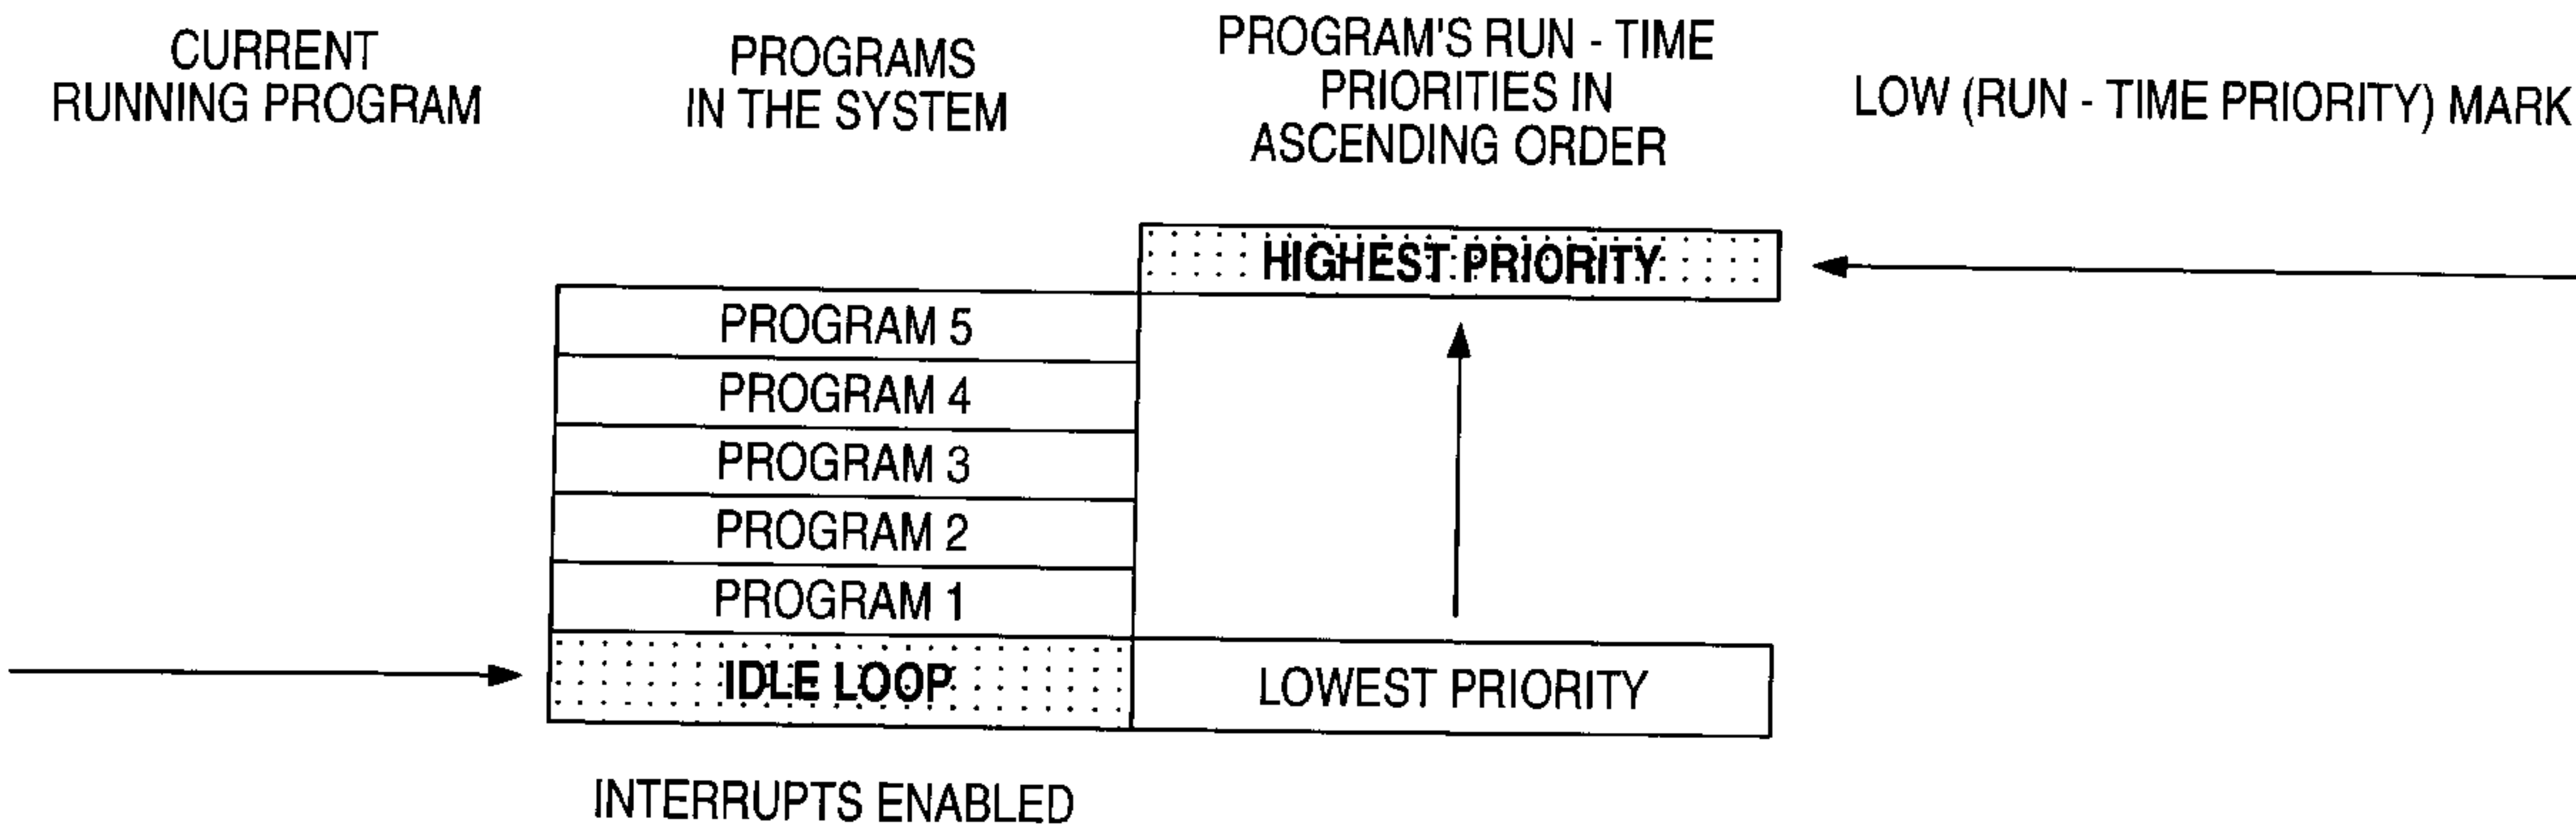 CURRENT
RUNNING PROGRAM
PROGRAMS
IN THE SYSTEM
PROGRAM'S RUN - TIME
PRIORITIES IN
ASCENDING ORDER
LOW (RUN - TIME PRIORITY) MARK
HIGHEST PRIORITY
PROGRAM 5
PROGRAM 4
PROGRAM 3
PROGRAM 2
PROGRAM 1
IDLE LOOP
LOWEST PRIORITY
INTERRUPTS ENABLED